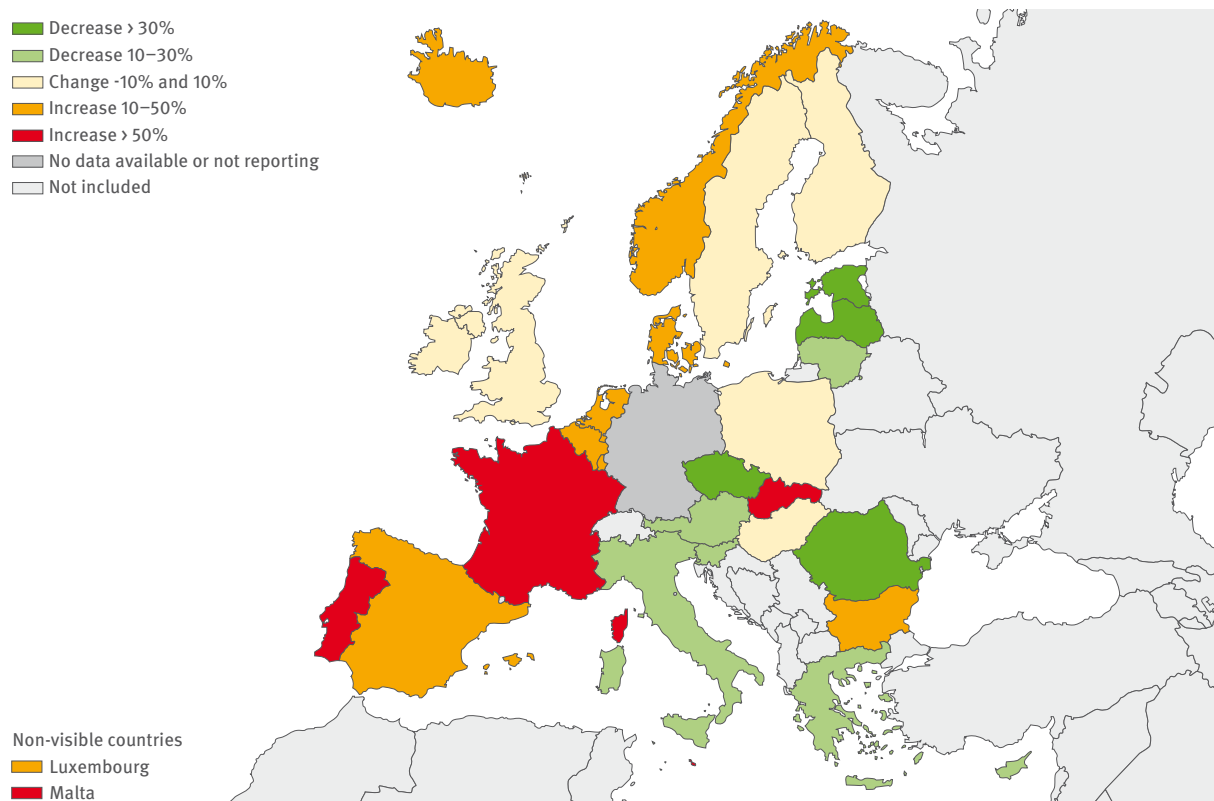 Decrease > 30%
Decrease 10–30%
Change -10% and 10%
Increase 10–50%
Increase > 50%
No data available or not reporting
Not included
Non-visible countries
Luxembourg
Malta